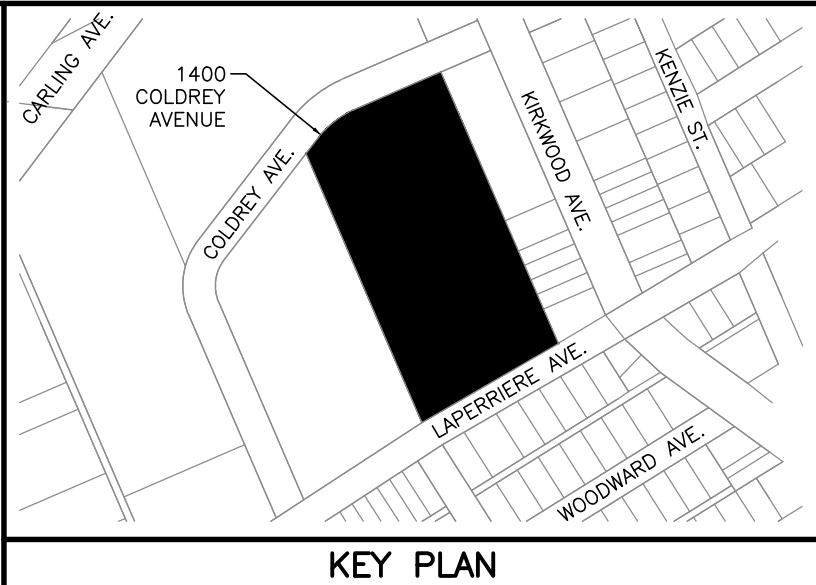 CARLING AVE.
1400
COLDREY
AVENUE
COLDREY AVE.
KIRKWOOD AVE.
KENZIE ST.
LAPERRIERE AVE.
WOODWARD AVE.
KEY PLAN